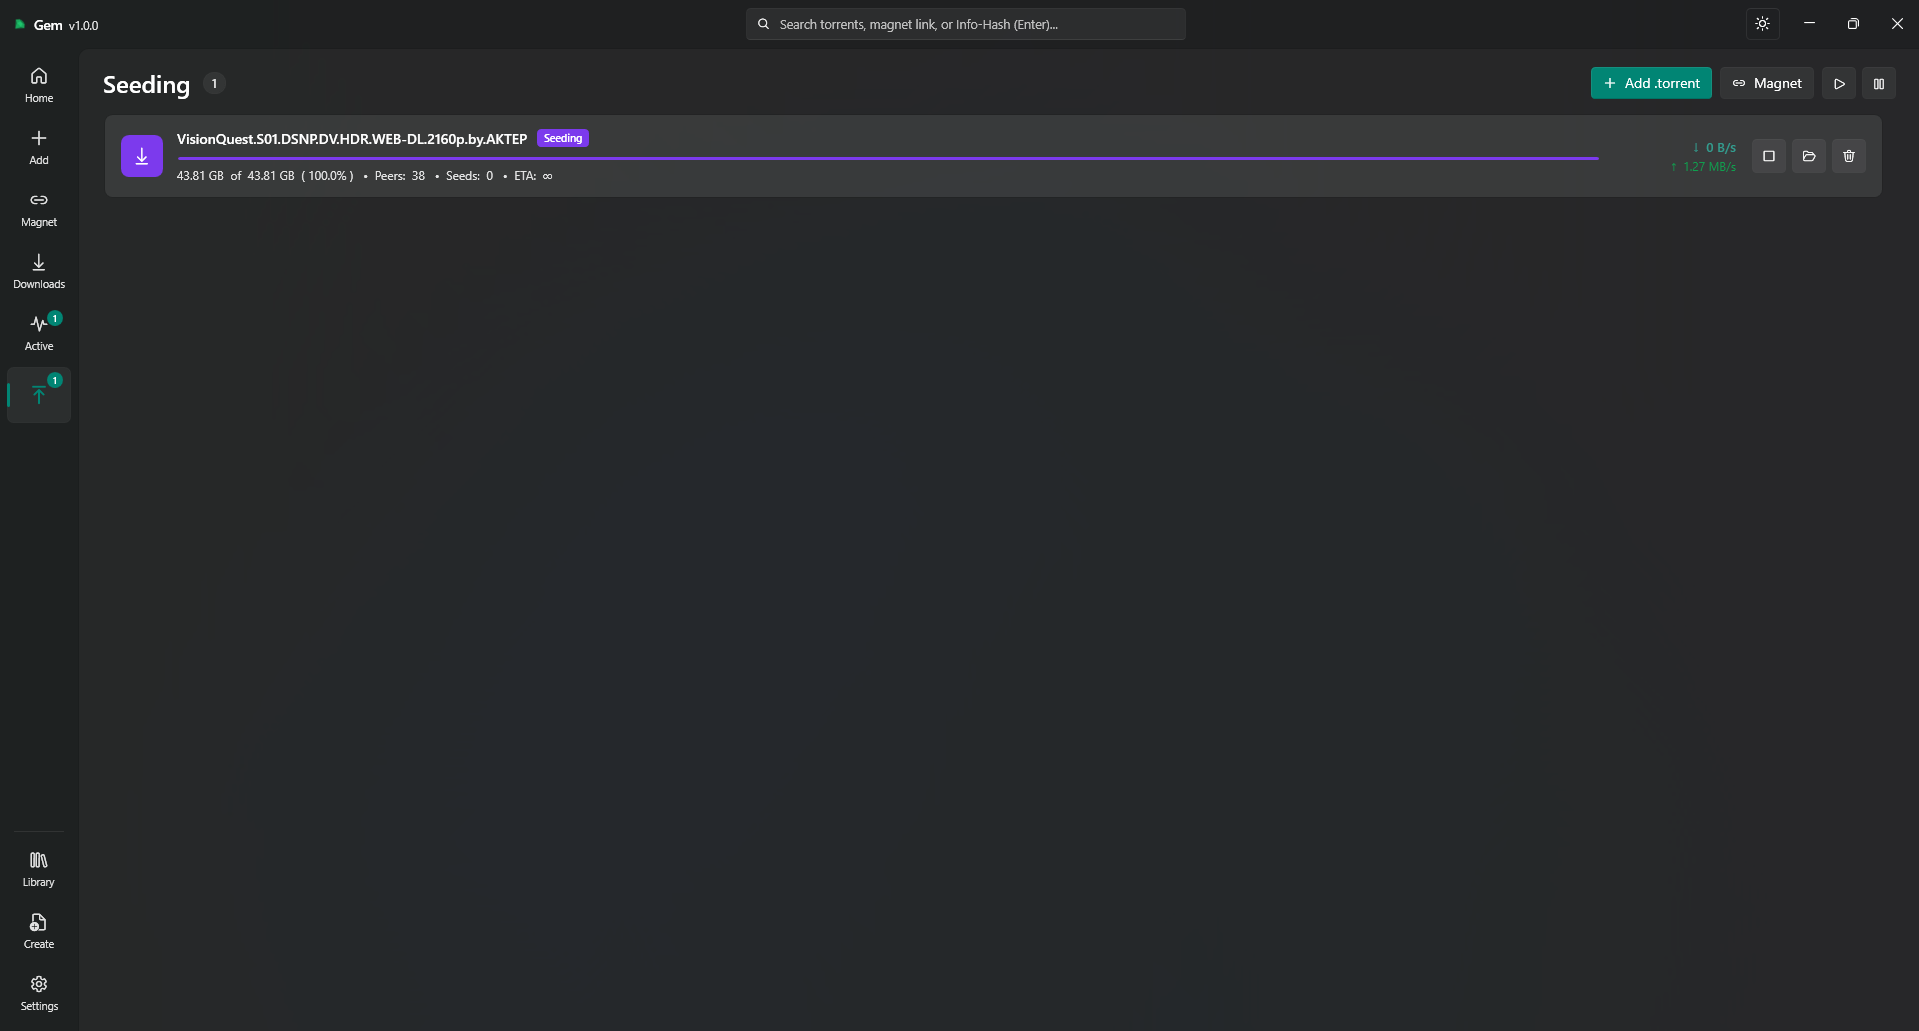 Gem v1.0.0
Search torrents, magnet link, or Info-Hash (Enter)...
Home
Add
Magnet
Downloads
1
Active
1
Seeding 1
+ Add .torrent
Magnet
VisionQuest.S01.DSNP.DV.HDR.WEB-DL.2160p.by.AKTEP Seeding
43.81 GB of 43.81 GB ( 100.0% ) • Peers: 38 • Seeds: 0 • ETA: ∞
↓ 0 B/s
↑ 1.27 MB/s
Library
Create
Settings